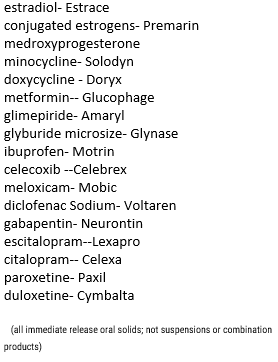 estradiol- Estrace
conjugated estrogens- Premarin
medroxyprogesterone
minocycline- Solodyn
doxycycline - Doryx
metformin-- Glucophage
glimepiride- Amaryl
glyburide microsize- Glynase
ibuprofen- Motrin
celecoxib --Celebrex
meloxicam- Mobic
diclofenac Sodium- Voltaren
gabapentin- Neurontin
escitalopram--Lexapro
citalopram-- Celexa
paroxetine- Paxil
duloxetine- Cymbalta
(all immediate release oral solids; not suspensions or combination
products)